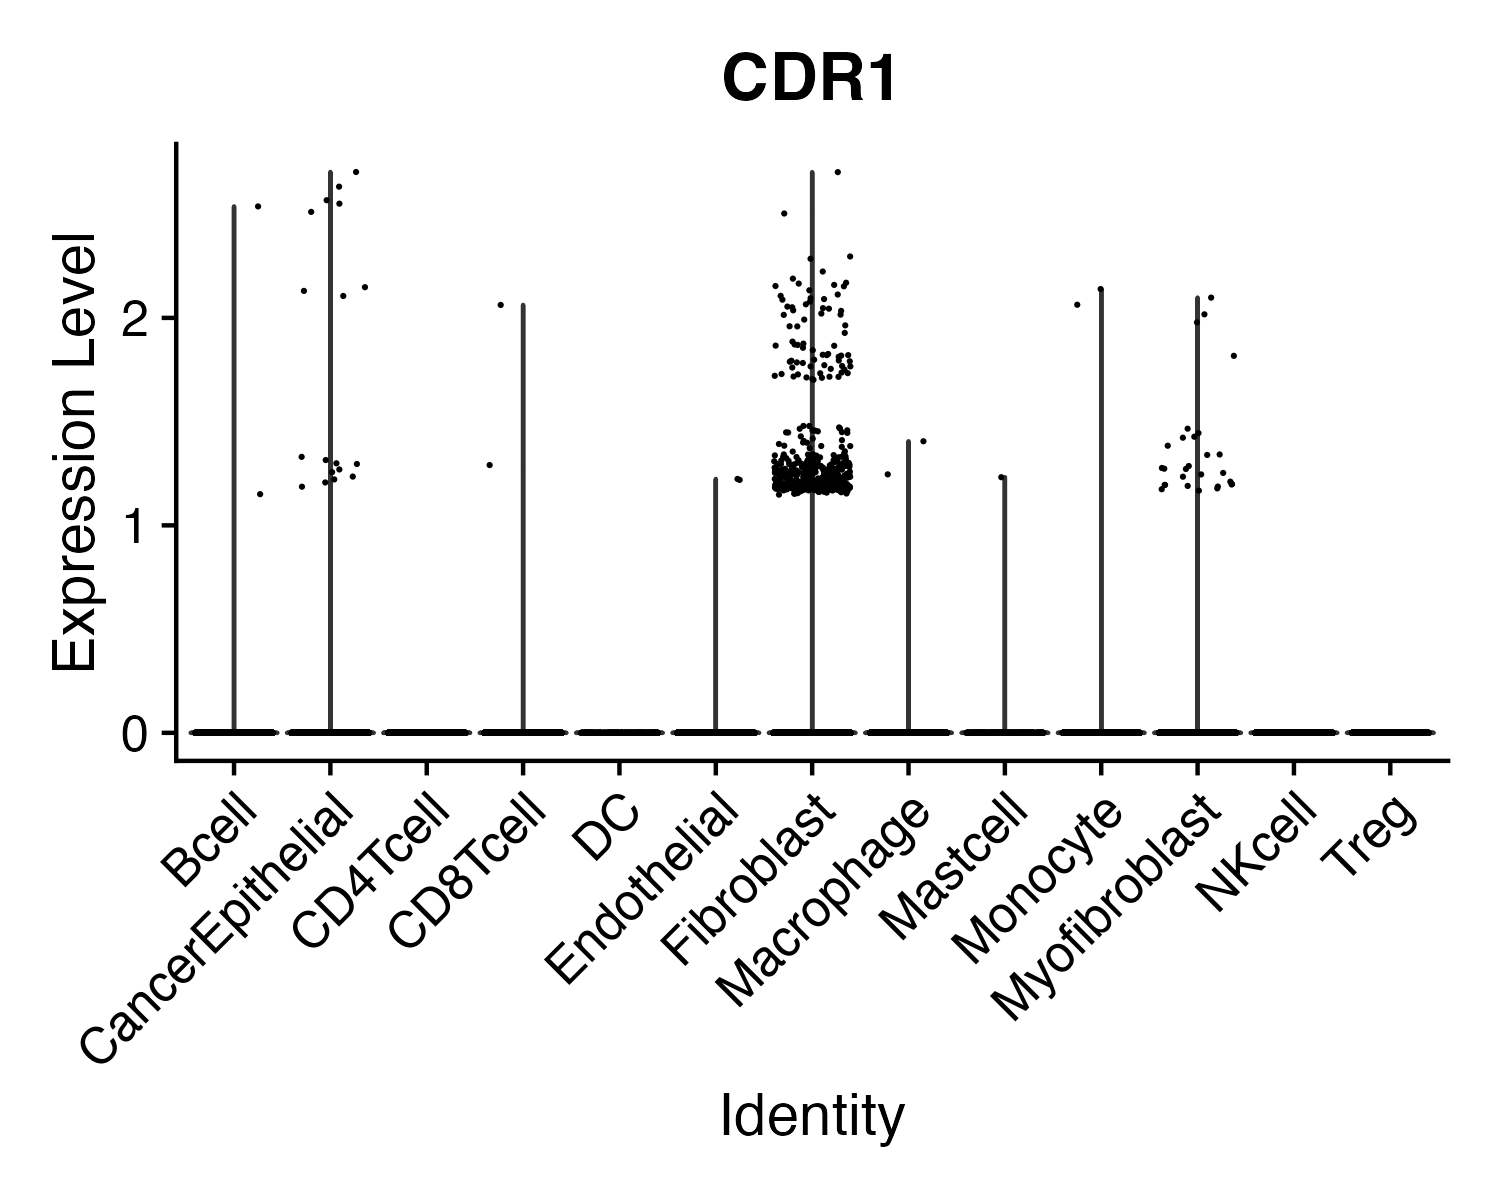 CDR1
Expression Level
2
1
0
Bcell
CancerEpithelial
CD4Tcell
CD8Tcell
DC
Endothelial
Fibroblast
Macrophage
Mastcell
Monocyte
Myofibroblast
NKcell
Treg
Identity